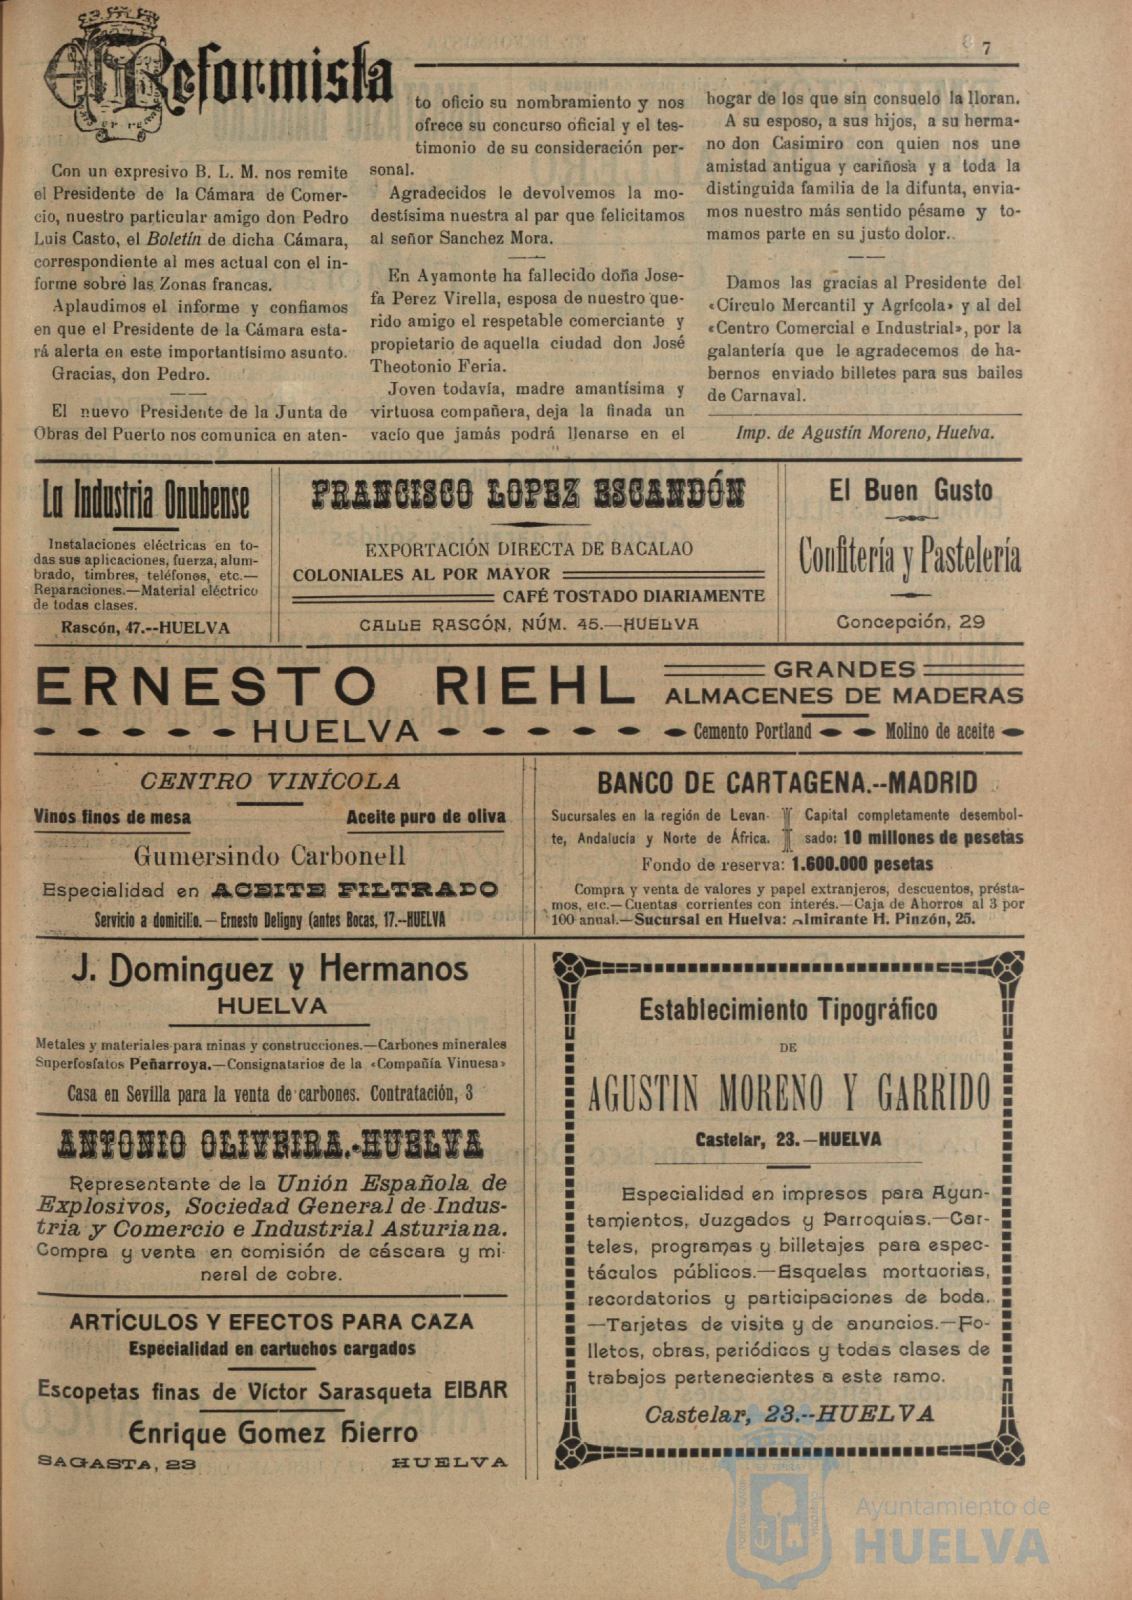 El Reformista
7
Con un expresivo B. L. M. nos remite
el Presidente de la Cámara de Comer-
cio, nuestro particular amigo don Pedro
Luis Casto, el Boletín de dicha Cámara,
correspondiente al mes actual con el in-
forme sobre las Zonas francas.
Aplaudimos el informe y confiamos
en que el Presidente de la Cámara esta-
rá alerta en este importantísimo asunto.
Gracias, don Pedro.
El nuevo Presidente de la Junta de
Obras del Puerto nos comunica en aten-
to oficio su nombramiento y nos
ofrece su concurso oficial y el tes-
timonio de su consideración per-
sonal.
Agradecidos le devolvemos la mo-
destísima nuestra al par que felicitamos
al señor Sanchez Mora.
En Ayamonte ha fallecido doña Jose-
fa Perez Virella, esposa de nuestro que-
rido amigo el respetable comerciante y
propietario de aquella ciudad don José
Theotonio Feria.
Joven todavía, madre amantísima y
virtuosa compañera, deja la finada un
vacío que jamás podrá llenarse en el
hogar de los que sin consuelo la lloran.
A su esposo, a sus hijos, a su herma-
no don Casimiro con quien nos une
amistad antigua y cariñosa y a toda la
distinguida familia de la difunta, envia-
mos nuestro más sentido pésame y to-
mamos parte en su justo dolor.
Damos las gracias al Presidente del
«Círculo Mercantil y Agrícola» y al del
«Centro Comercial e Industrial», por la
galantería que le agradecemos de ha-
bernos enviado billetes para sus bailes
de Carnaval.
Imp. de Agustín Moreno, Huelva.
La Industria Onubense
Instalaciones eléctricas en to-
das sus aplicaciones, fuerza, alum-
brado, timbres, teléfonos, etc.—
Reparaciones.—Material eléctrico
de todas clases.
Rascón, 47.--HUELVA
FRANCISCO LOPEZ ESCANDÓN
EXPORTACIÓN DIRECTA DE BACALAO
COLONIALES AL POR MAYOR
CAFÉ TOSTADO DIARIAMENTE
CALLE RASCÓN, NÚM. 45.—HUELVA
El Buen Gusto
Confitería y Pastelería
Concepción, 29
ERNESTO RIEHL
HUELVA
GRANDES
ALMACENES DE MADERAS
Cemento Portland
Molino de aceite
CENTRO VINÍCOLA
Vinos finos de mesa Aceite puro de oliva
Gumersindo Carbonell
Especialidad en ACEITE FILTRADO
Servicio a domicilio.—Ernesto Deligny (antes Bocas, 17.--HUELVA
BANCO DE CARTAGENA.--MADRID
Sucursales en la región de Levan-
te, Andalucía y Norte de África.
Capital completamente desembol-
sado: 10 millones de pesetas
Fondo de reserva: 1.600.000 pesetas
Compra y venta de valores y papel extranjeros, descuentos, présta-
mos, etc.—Cuentas corrientes con interés.—Caja de Ahorros al 3 por
100 anual.—Sucursal en Huelva: Almirante H. Pinzón, 25.
J. Dominguez y Hermanos
HUELVA
Metales y materiales para minas y construcciones.—Carbones minerales
Superfosfatos Peñarroya.—Consignatarios de la «Compañía Vinuesa»
Casa en Sevilla para la venta de carbones. Contratación, 3
ANTONIO OLIVEIRA.-HUELVA
Representante de la Unión Española de
Explosivos, Sociedad General de Indus-
tria y Comercio e Industrial Asturiana.
Compra y venta en comisión de cáscara y mi-
neral de cobre.
ARTÍCULOS Y EFECTOS PARA CAZA
Especialidad en cartuchos cargados
Escopetas finas de Víctor Sarasqueta EIBAR
Enrique Gomez Hierro
SAGASTA, 23 HUELVA
Establecimiento Tipográfico
DE
AGUSTIN MORENO Y GARRIDO
Castelar, 23.—HUELVA
Especialidad en impresos para Ayun-
tamientos, Juzgados y Parroquias.—Car-
teles, programas y billetajes para espec-
táculos públicos.—Esquelas mortuorias,
recordatorios y participaciones de boda.
—Tarjetas de visita y de anuncios.—Fo-
lletos, obras, periódicos y todas clases de
trabajos pertenecientes a este ramo.
Castelar, 23.--HUELVA
Ayuntamiento de
HUELVA